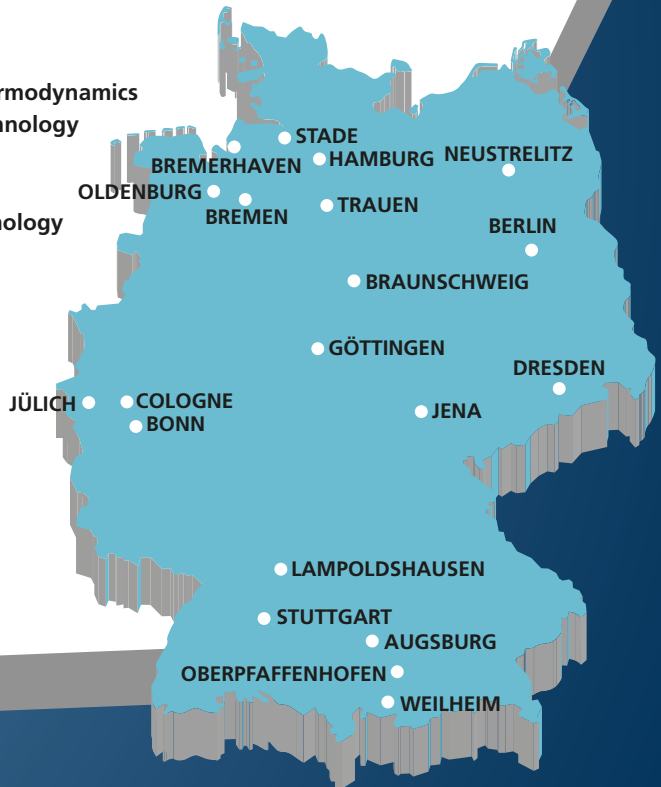 rmodynamics
hnology
STADE
HAMBURG
NEUSTRELITZ
BREMERHAVEN
OLDENBURG
BREMEN
TRAUEN
nology
BERLIN
BRAUNSCHWEIG
GÖTTINGEN
DRESDEN
JÜLICH
COLOGNE
JENA
BONN
LAMPOLDSHAUSEN
STUTTGART
AUGSBURG
OBERPFAFFENHOFEN
WEILHEIM